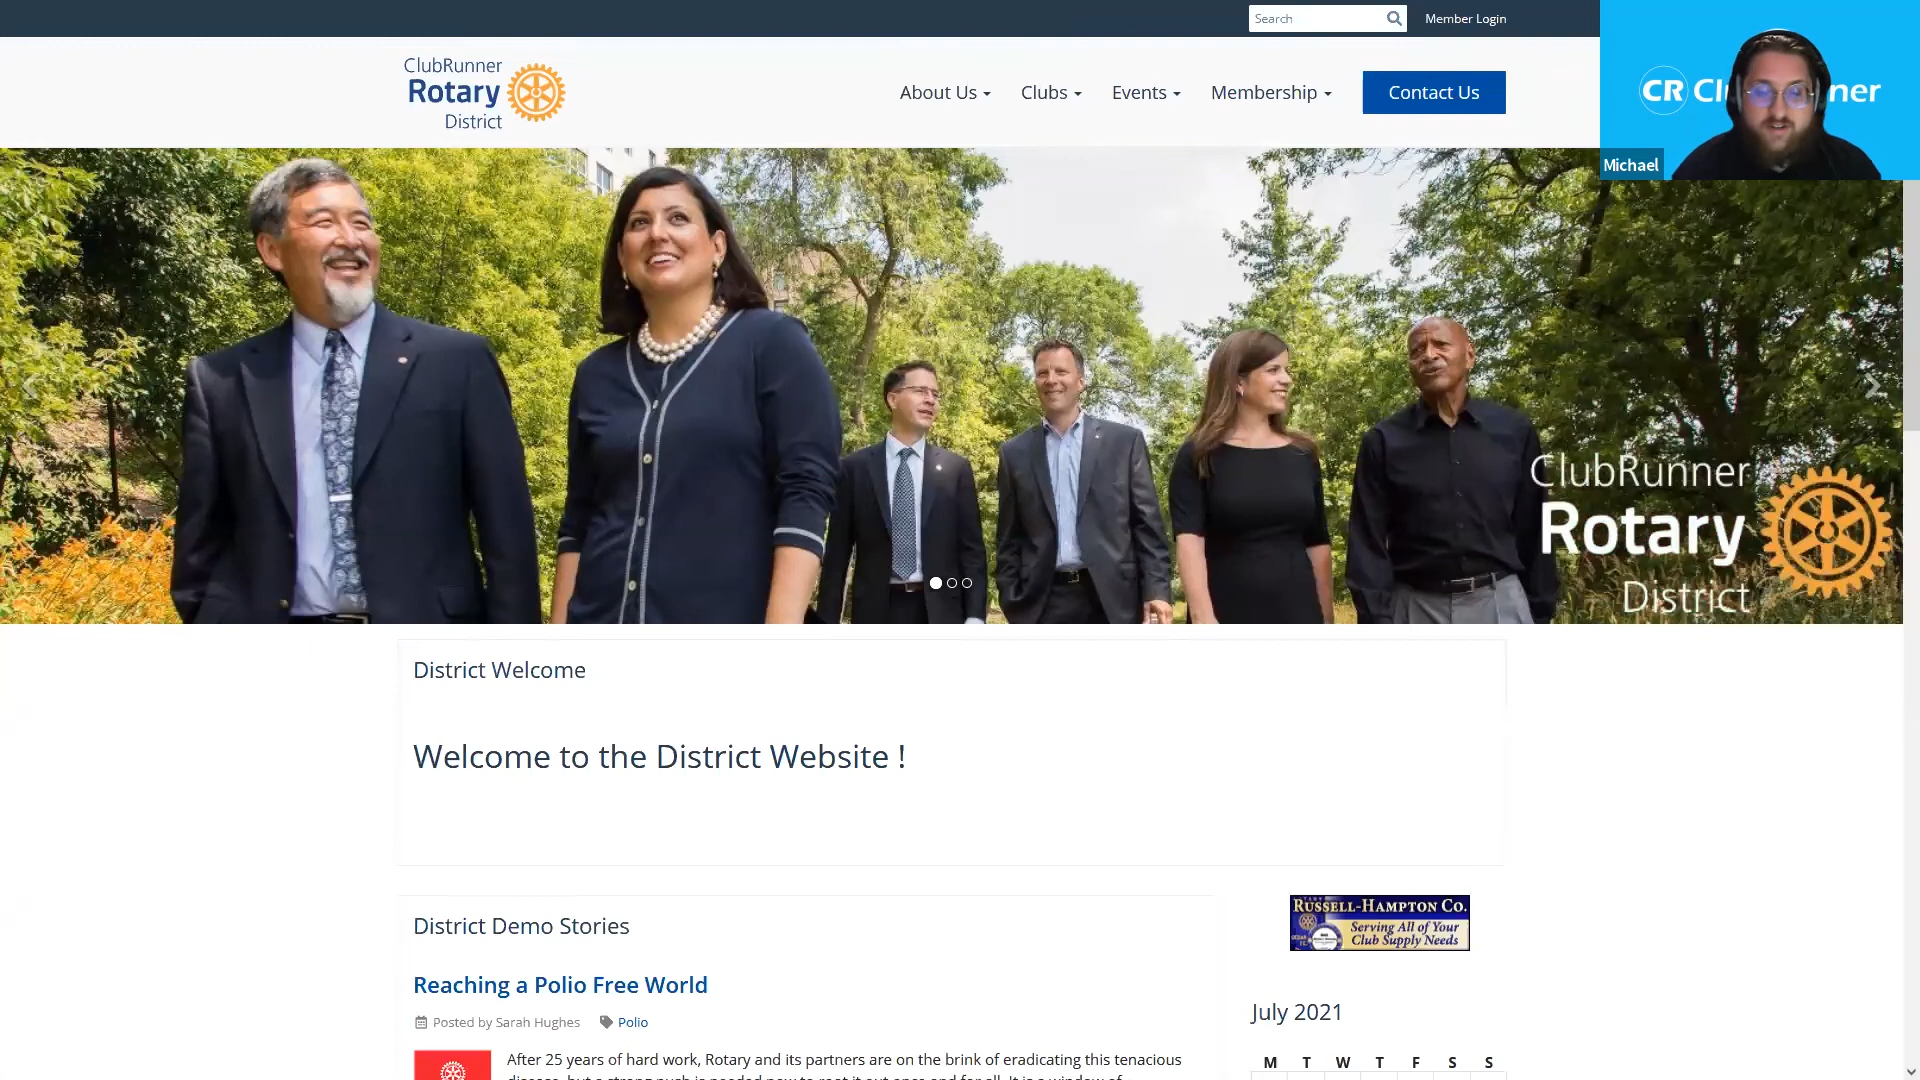 Search
Member Login
ClubRunner
Rotary
District
About Us
Clubs
Events
Membership
Contact Us
CR Cl ner
Michael
ClubRunner
Rotary
District
District Welcome
Welcome to the District Website !
District Demo Stories
Reaching a Polio Free World
Posted by Sarah Hughes Polio
After 25 years of hard work, Rotary and its partners are on the brink of eradicating this tenacious
RUSSELL-HAMPTON CO.
Serving All of Your
Club Supply Needs
July 2021
M T W T F S S